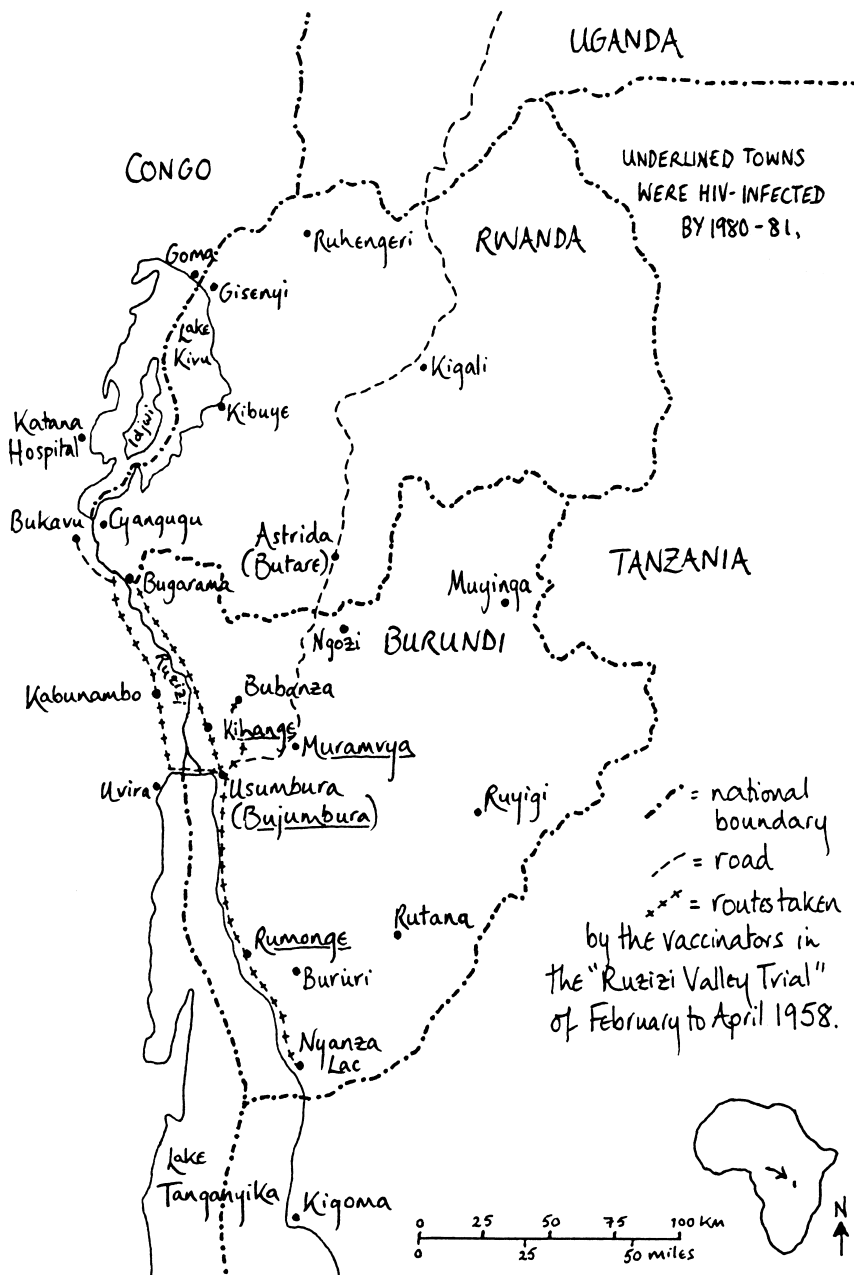 UGANDA
CONGO
UNDERLINED TOWNS
WERE HIV-INFECTED
BY 1980-81.
Ruhengeri
RWANDA
Goma
Gisenyi
Lake
Kivu
Kigali
Kibuye
Idjwi
Katana
Hospital
Bukavu
Cyangugu
Astrida
(Butare)
TANZANIA
Bugarama
Muyinga
Ngozi
BURUNDI
Ruzizi
Kabunambo
Bubanza
Kihange
Muramvya
Uvira
Usumbura
(Bujumbura)
Ruyigi
= national
boundary
= road
= routes taken
by the vaccinators in
the "Ruzizi Valley Trial"
of February to April 1958.
Rutana
Rumonge
Bururi
Nyanza
Lac
Lake
Tanganyika
Kigoma
0 25 50 75 100 KM
0 25 50 MILES
N